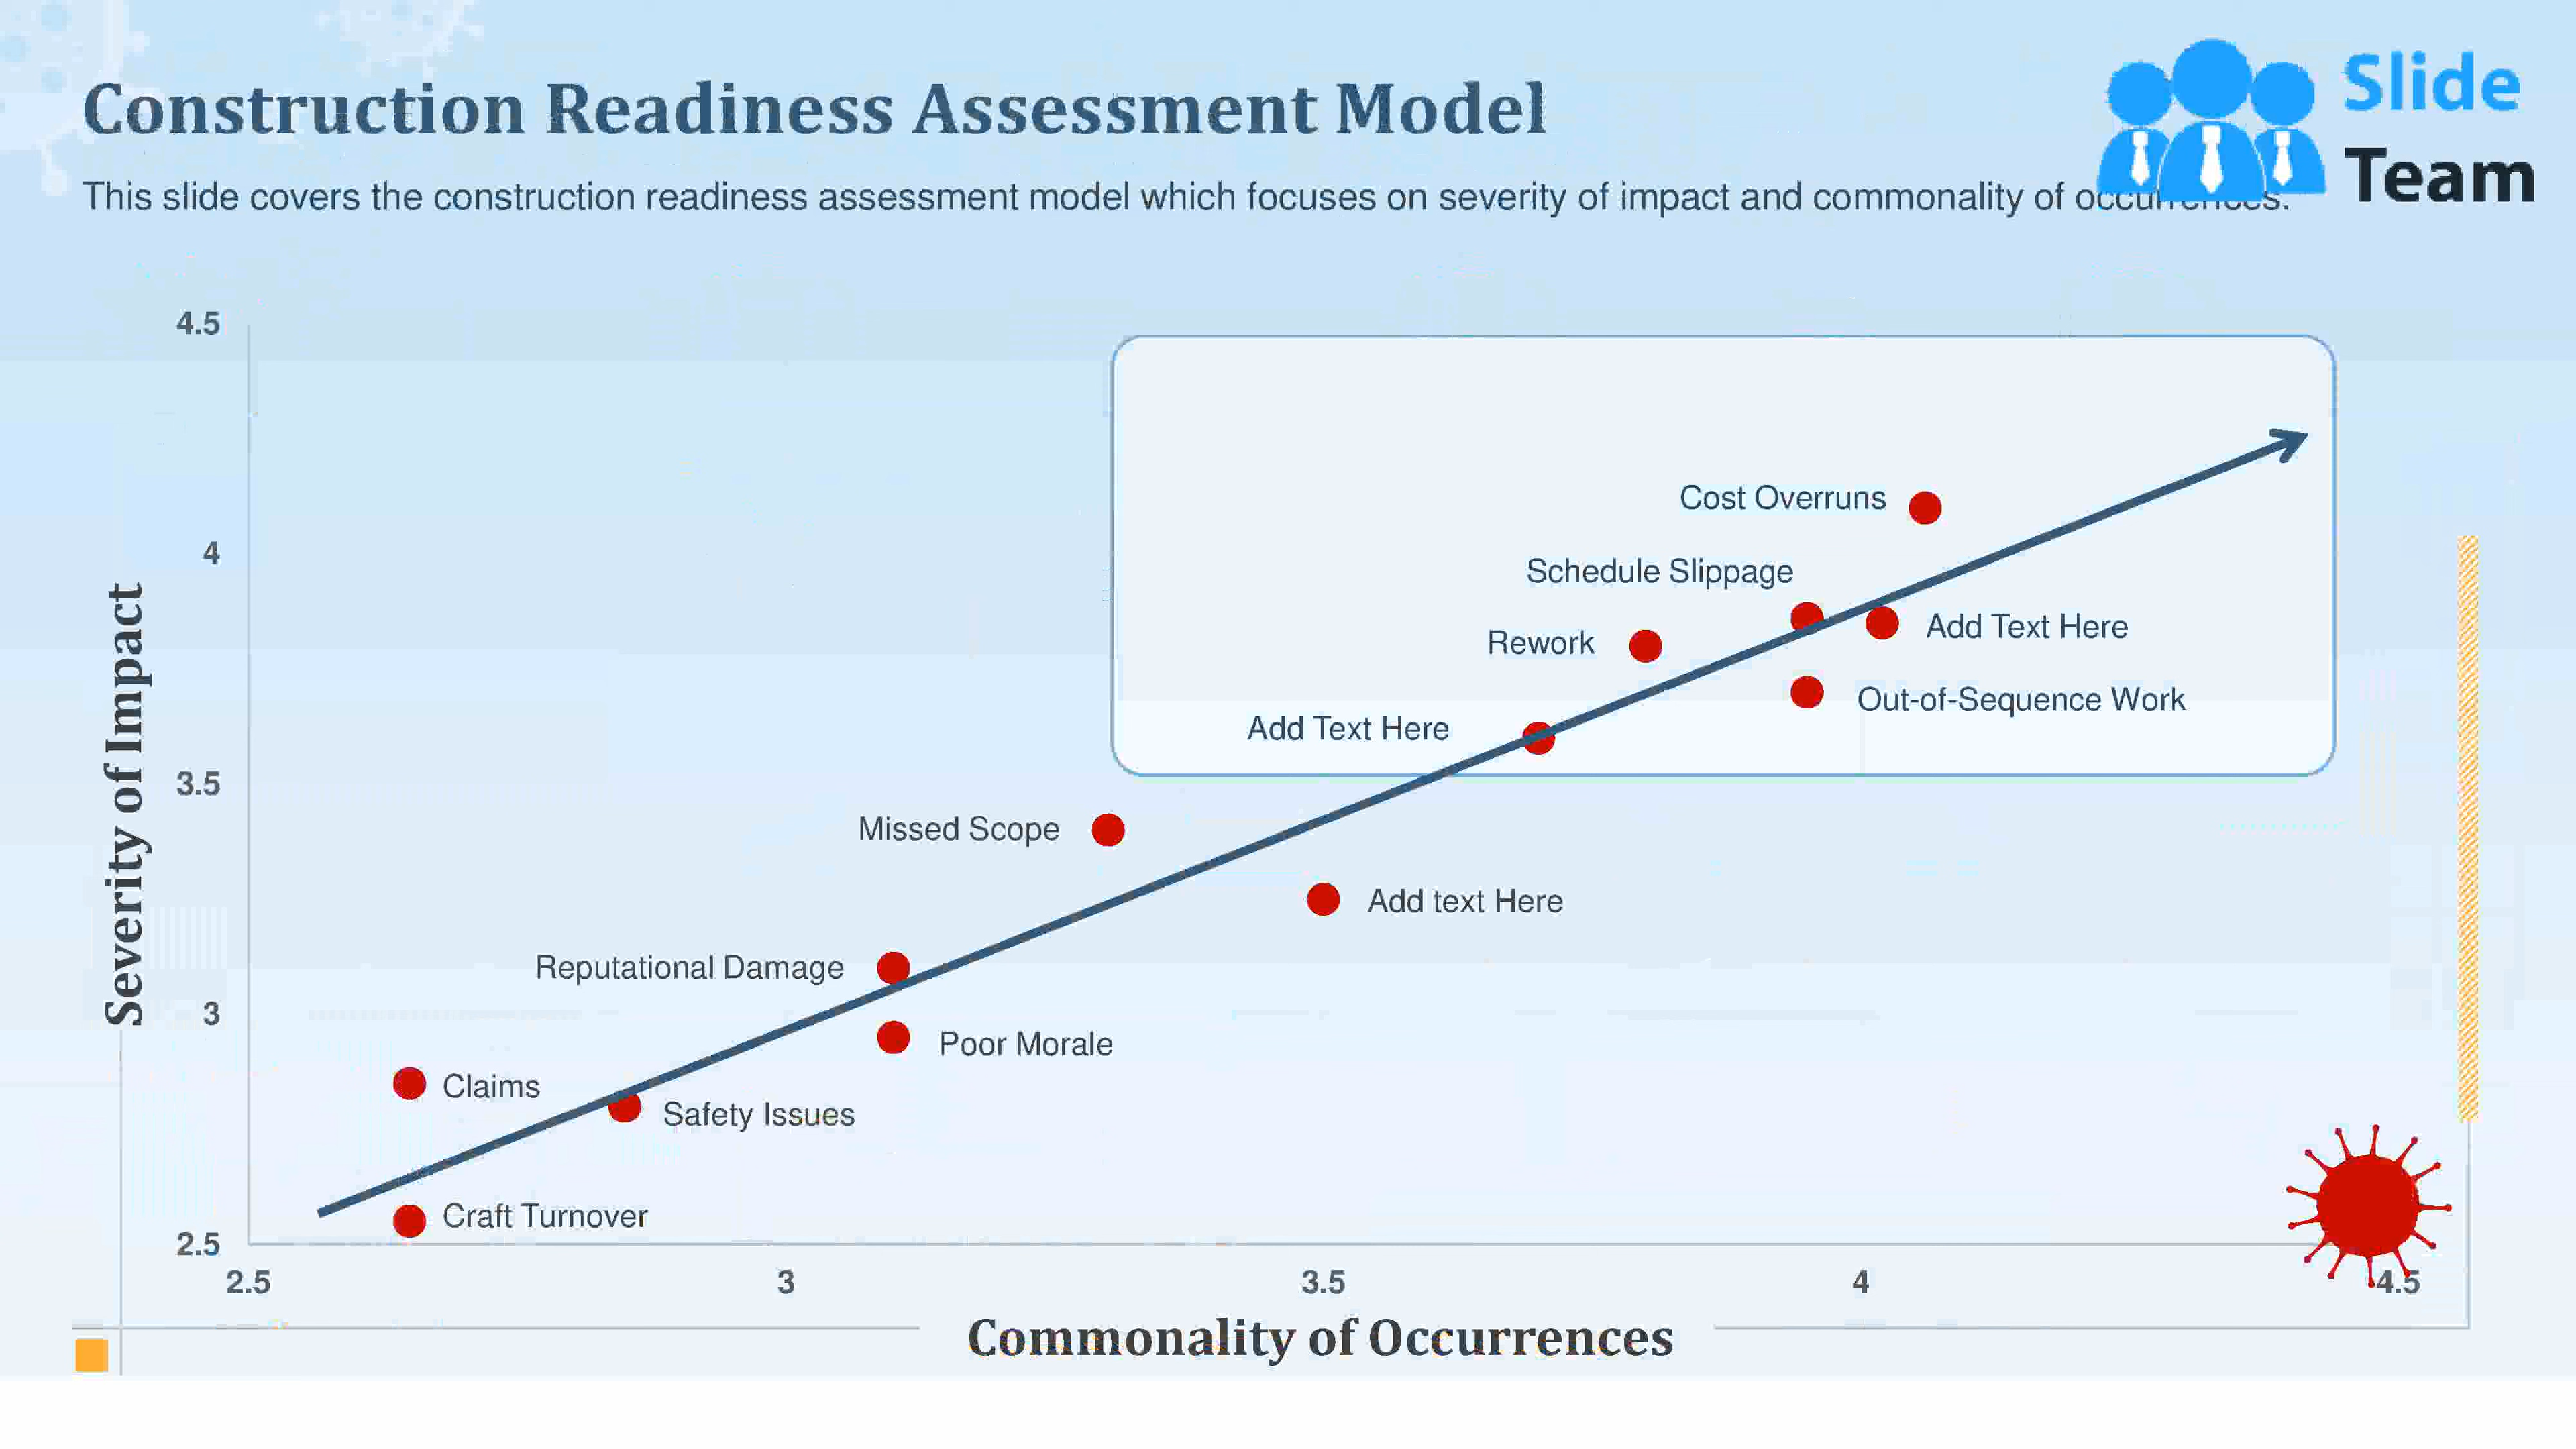 Construction Readiness Assessment Model
Slide
Team
This slide covers the construction readiness assessment model which focuses on severity of impact and commonality of occurrences.
4.5
4
3.5
3
2.5
Severity of Impact
Cost Overruns
Schedule Slippage
Add Text Here
Rework
Out-of-Sequence Work
Add Text Here
Missed Scope
Add text Here
Reputational Damage
Poor Morale
Claims
Safety Issues
Craft Turnover
2.5
3
3.5
4
4.5
Commonality of Occurrences